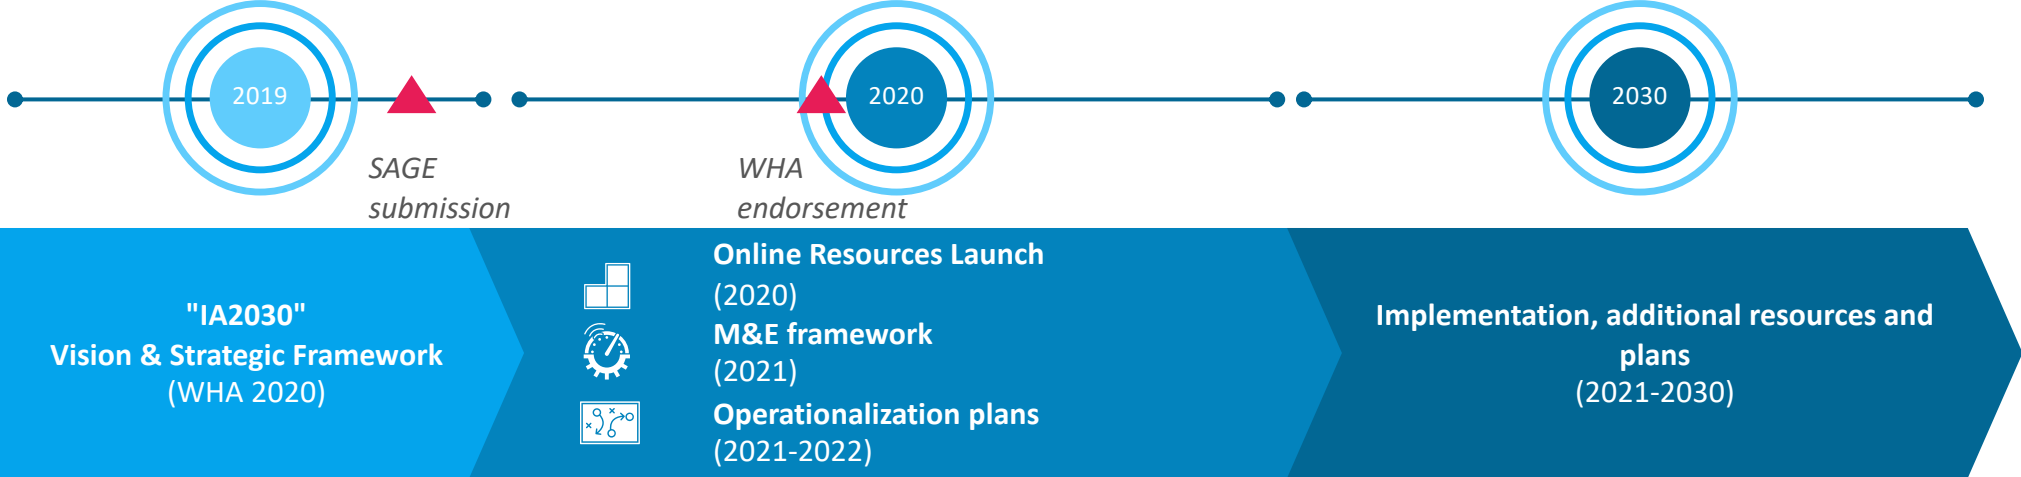 2019
2020
2030
SAGE
submission
WHA
endorsement
"IA2030"
Vision & Strategic Framework
(WHA 2020)
Online Resources Launch
(2020)
M&E framework
(2021)
Operationalization plans
(2021-2022)
Implementation, additional resources and
plans
(2021-2030)